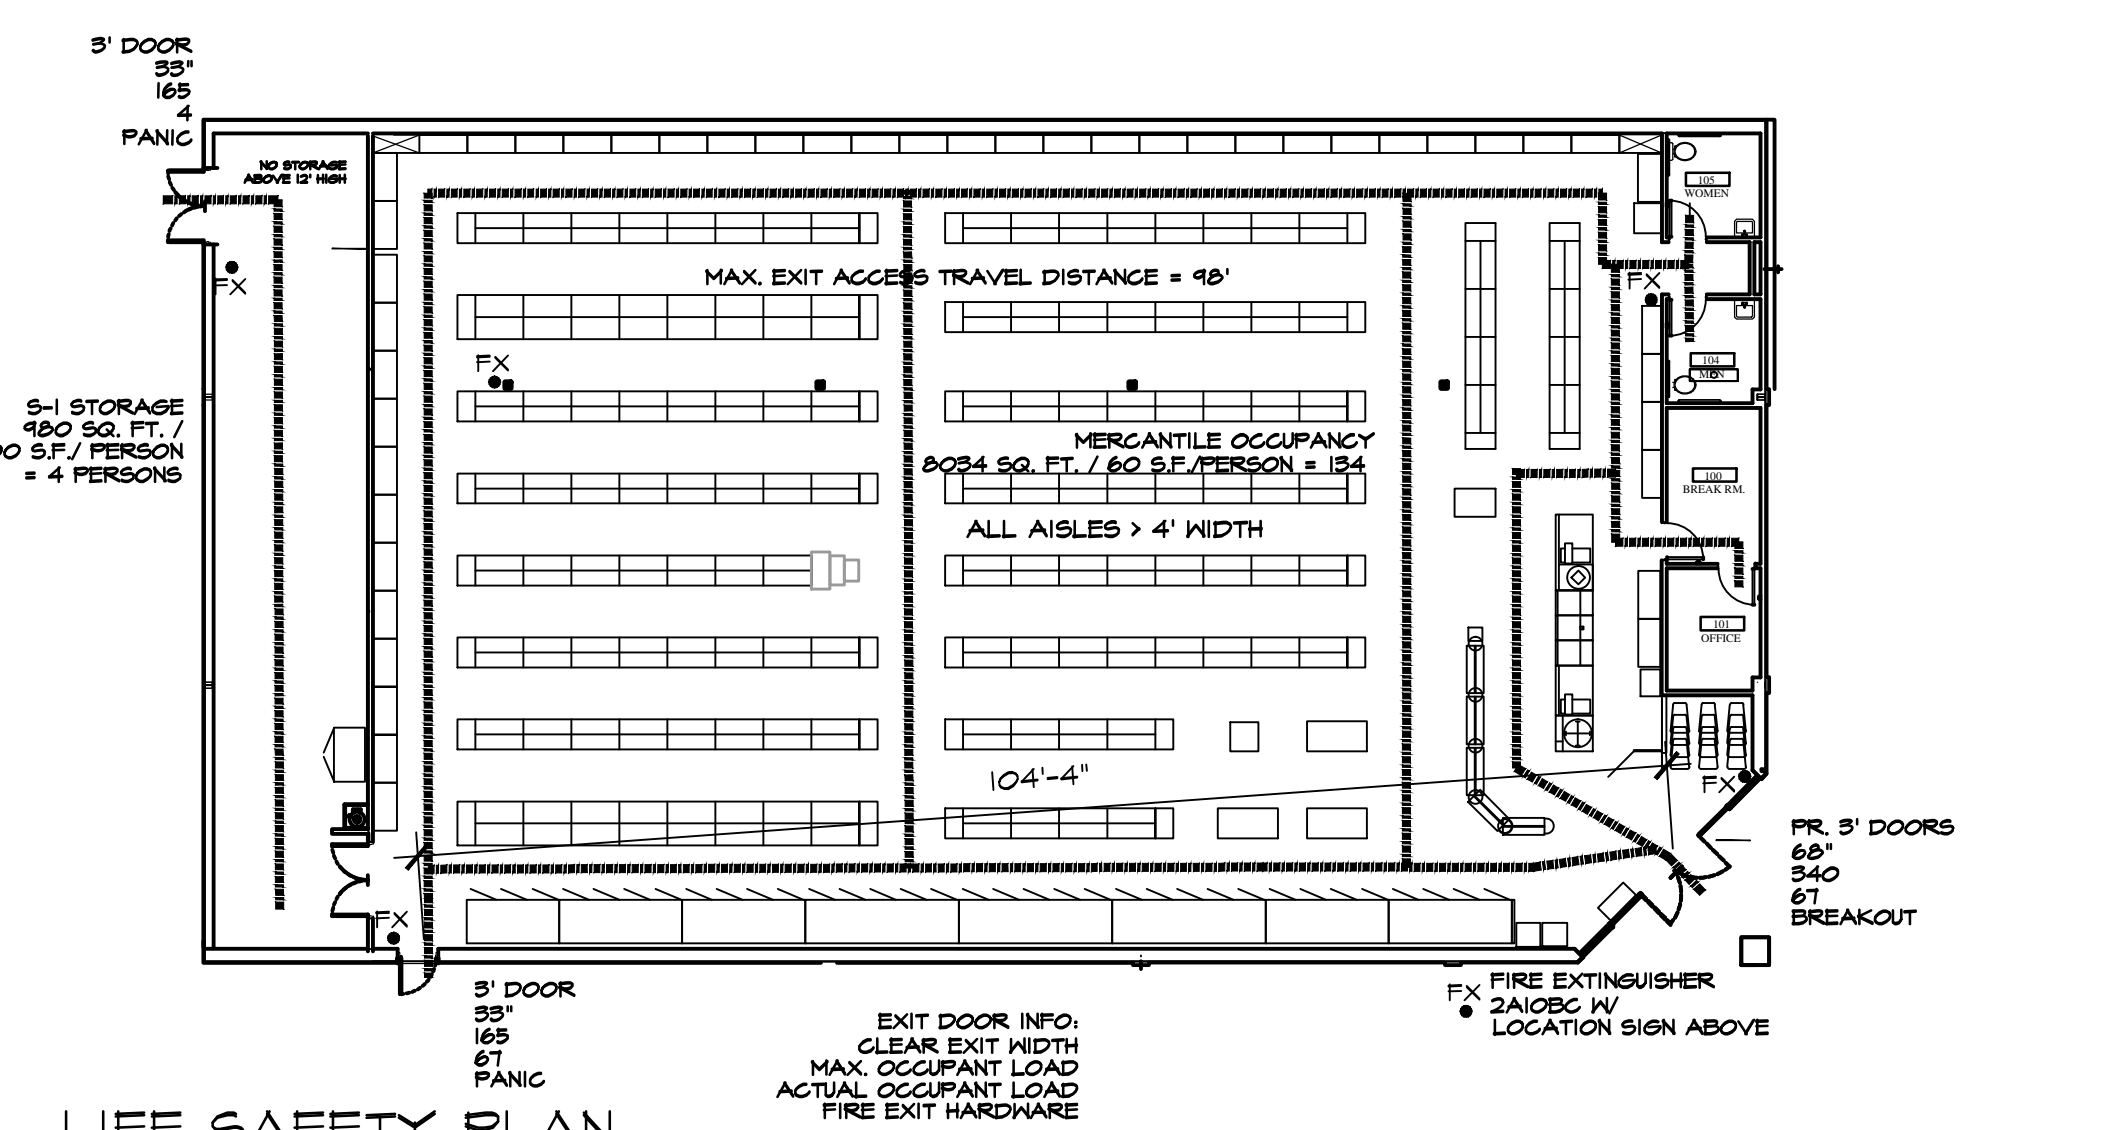 3' DOOR
33"
165
4
PANIC
NO STORAGE
ABOVE 12' HIGH
105
WOMEN
MAX. EXIT ACCESS TRAVEL DISTANCE = 98'
FX
FX
FX
104
MEN
S-1 STORAGE
980 SQ. FT. /
00 S.F./ PERSON
= 4 PERSONS
MERCANTILE OCCUPANCY
8034 SQ. FT. / 60 S.F./PERSON = 134
100
BREAK RM.
ALL AISLES > 4' WIDTH
101
OFFICE
104'-4"
FX
PR. 3' DOORS
68"
340
67
BREAKOUT
FX
3' DOOR
33"
165
67
PANIC
EXIT DOOR INFO:
CLEAR EXIT WIDTH
MAX. OCCUPANT LOAD
ACTUAL OCCUPANT LOAD
FIRE EXIT HARDWARE
FX FIRE EXTINGUISHER
2A10BC W/
LOCATION SIGN ABOVE
LIFE SAFETY PLAN